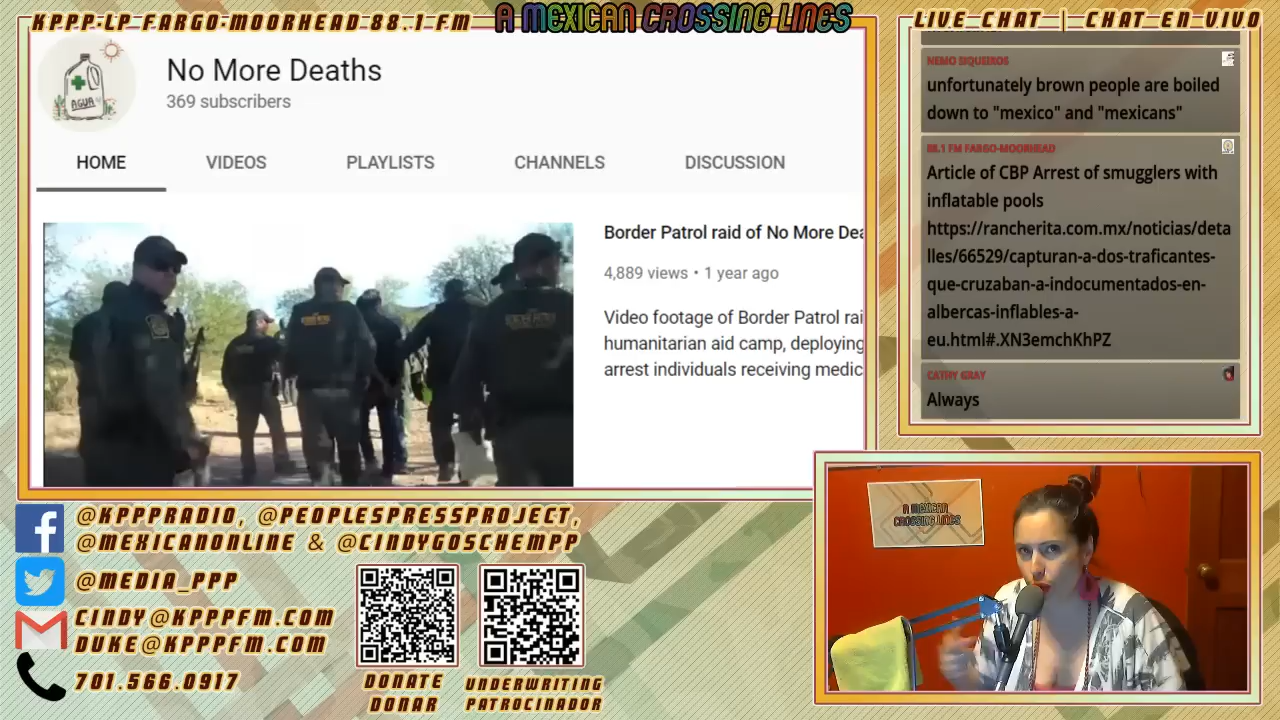 KPPP-LP FARGO-MOORHEAD 88.1 FM
A MEXICAN CROSSING LINES
LIVE CHAT | CHAT EN VIVO
AGUA
No More Deaths
369 subscribers
HOME VIDEOS PLAYLISTS CHANNELS DISCUSSION
Border Patrol raid of No More Dea
4,889 views • 1 year ago
Video footage of Border Patrol rai
humanitarian aid camp, deploying
arrest individuals receiving medic
NEMO SIQUEIROS
unfortunately brown people are boiled
down to "mexico" and "mexicans"
88.1 FM FARGO-MOORHEAD
Article of CBP Arrest of smugglers with
inflatable pools
https://rancherita.com.mx/noticias/deta
lles/66529/capturan-a-dos-traficantes-
que-cruzaban-a-indocumentados-en-
albercas-inflables-a-
eu.html#.XN3emchKhPZ
CATHY GRAY
Always
A MEXICAN
CROSSING LINES
@KPPPRADIO, @PEOPLESPRESSPROJECT,
@MEXICANONLINE & @CINDYGOSCHEMPP
@MEDIA_PPP
CINDY@KPPPFM.COM
DUKE@KPPPFM.COM
701.566.0917
DONATE
DONAR
UNDERWRITING
PATROCINADOR